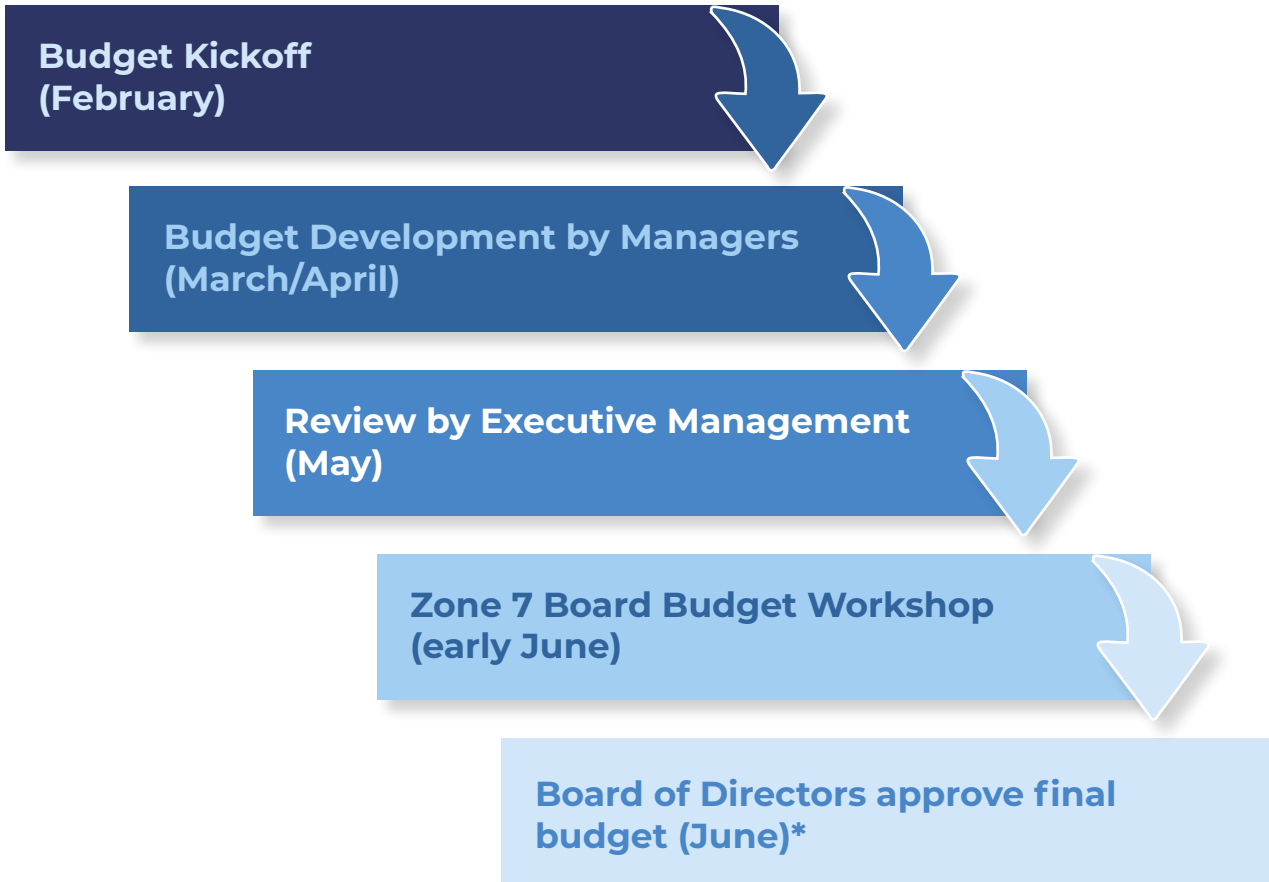 Budget Kickoff
(February)
Budget Development by Managers
(March/April)
Review by Executive Management
(May)
Zone 7 Board Budget Workshop
(early June)
Board of Directors approve final
budget (June)*